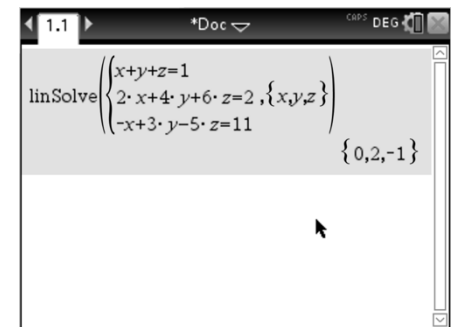 1.1 *Doc CAPS DEG
x+y+z=1
linSolve({2·x+4·y+6·z=2 ,{x,y,z})
-x+3·y-5·z=11
{0,2,-1}